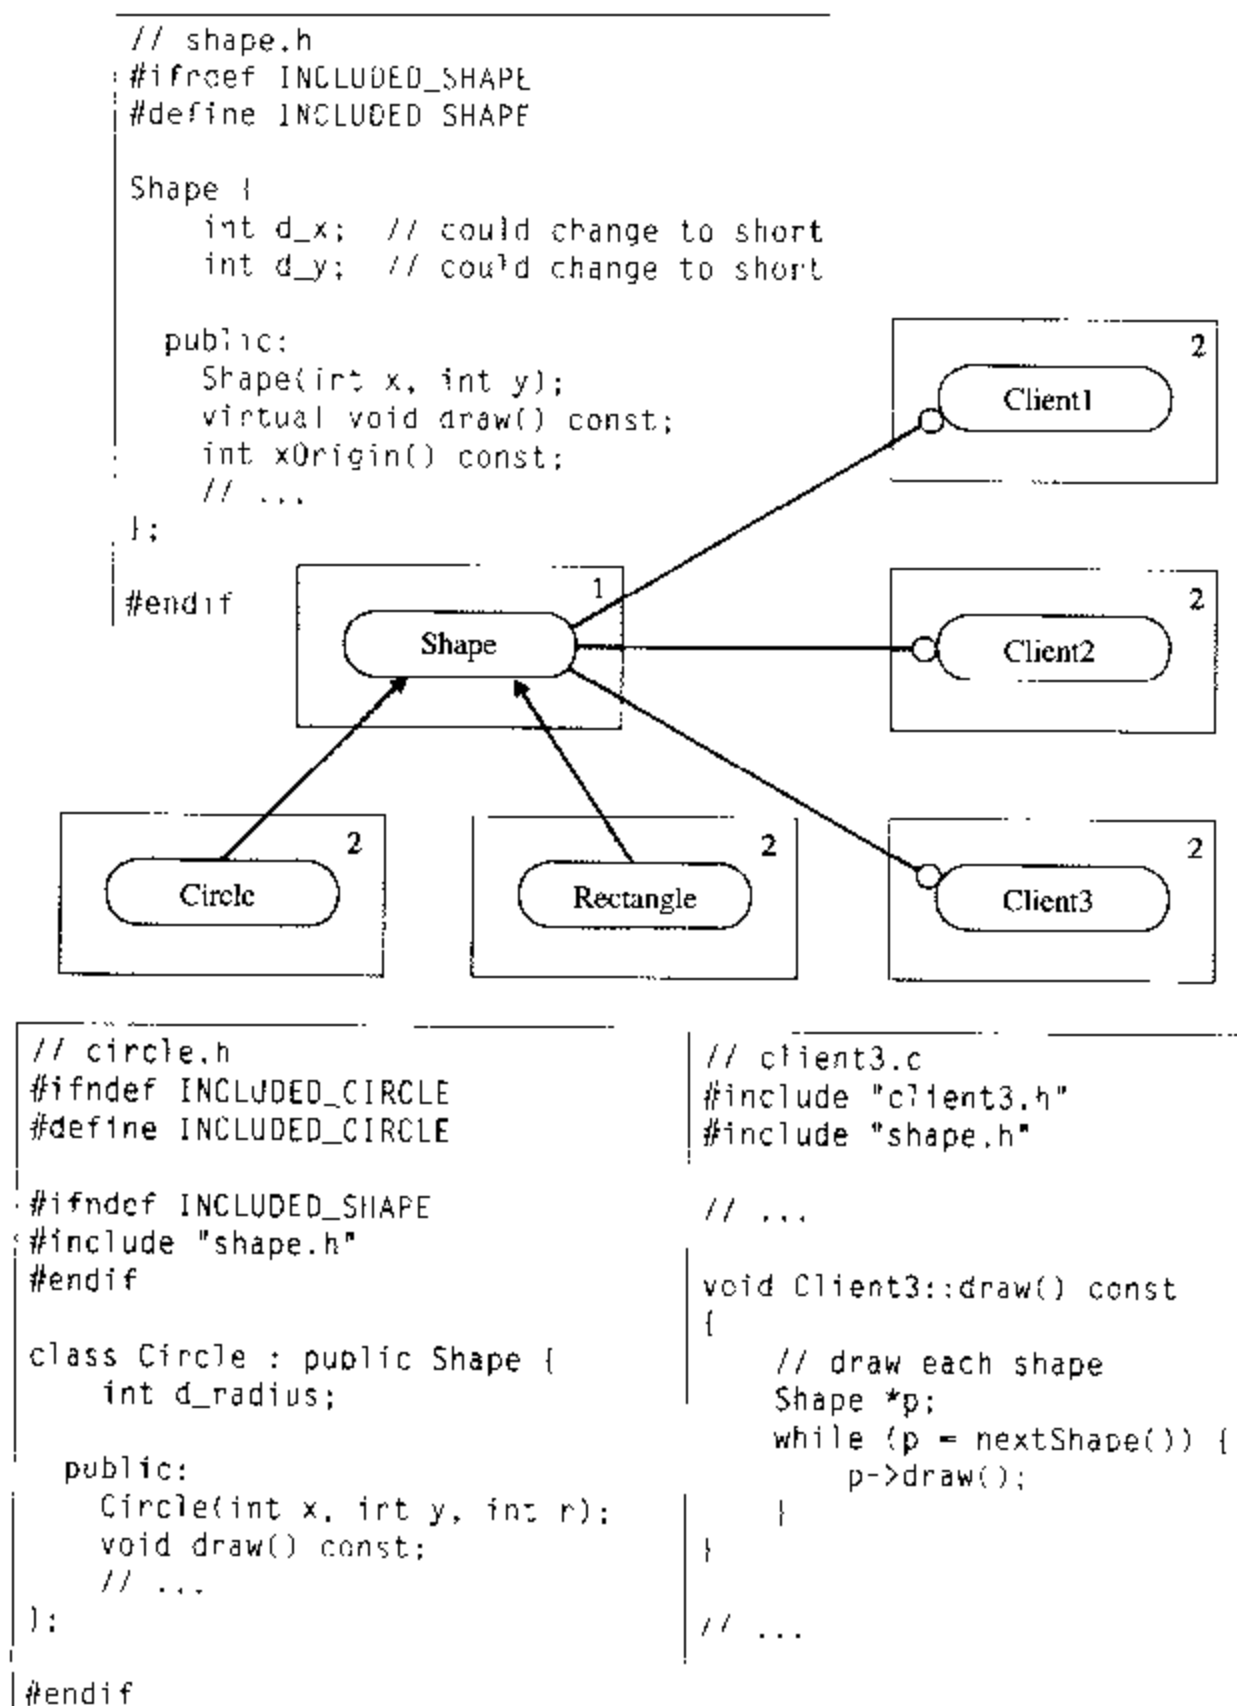 // shape.h
#ifndef INCLUDED_SHAPE
#define INCLUDED SHAPE
Shape {
int d_x; // could change to short
int d_y; // could change to short
public:
Shape(int x, int y);
virtual void draw() const;
int xOrigin() const;
// ...
};
#endif
2
Client1
1
Shape
2
Client2
2
Circle
2
Rectangle
2
Client3
// circle.h
#ifndef INCLUDED_CIRCLE
#define INCLUDED_CIRCLE
#ifndef INCLUDED_SHAPE
#include "shape.h"
#endif
class Circle : public Shape {
int d_radius;
public:
Circle(int x, int y, int r);
void draw() const;
// ...
};
#endif
// client3.c
#include "client3.h"
#include "shape.h"
// ...
void Client3::draw() const
{
// draw each shape
Shape *p;
while (p = nextShape()) {
p->draw();
}
}
// ...